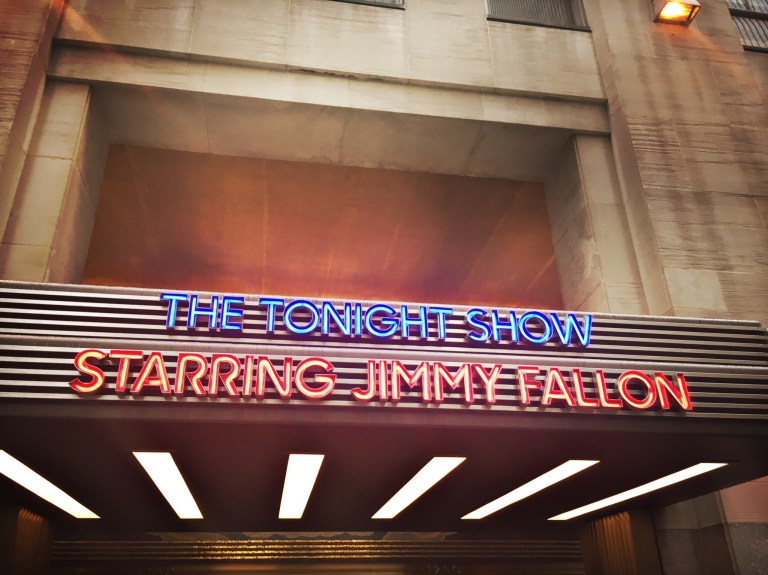 THE TONIGHT SHOW
STARRING JIMMY FALLON